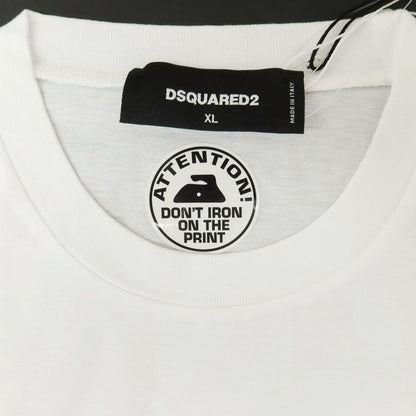 DSQUARED2
XL
MADE IN ITALY
ATTENTION!
DON'T IRON
ON THE
PRINT